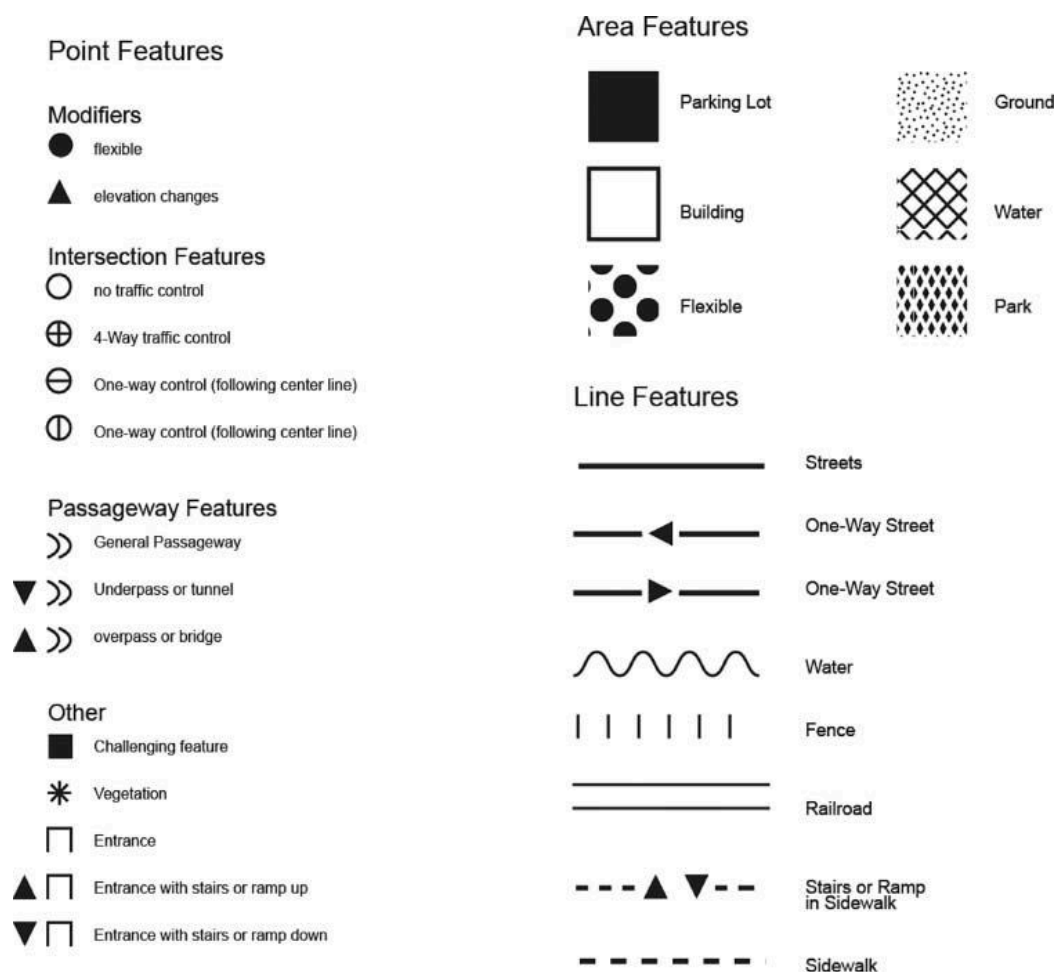 Point Features
Modifiers
flexible
elevation changes
Intersection Features
no traffic control
4-Way traffic control
One-way control (following center line)
One-way control (following center line)
Passageway Features
General Passageway
Underpass or tunnel
overpass or bridge
Other
Challenging feature
Vegetation
Entrance
Entrance with stairs or ramp up
Entrance with stairs or ramp down
Area Features
Parking Lot
Ground
Building
Water
Flexible
Park
Line Features
Streets
One-Way Street
One-Way Street
Water
Fence
Railroad
Stairs or Ramp
in Sidewalk
Sidewalk